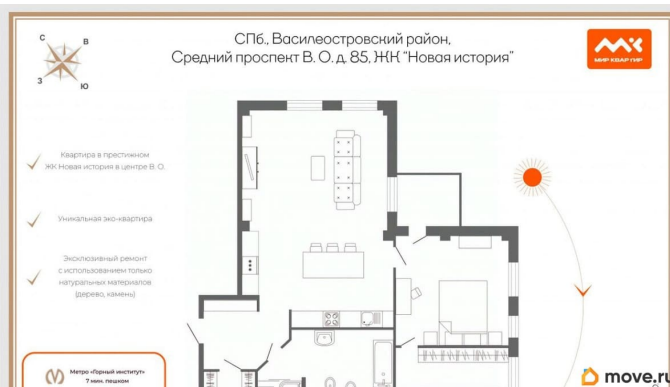 СПб., Василеостровский район,
Средний проспект В. О. д. 85, ЖК "Новая история"
МИР КВАРТИР
С
В
З
Ю
Квартира в престижном
ЖК Новая история в центре В. О.
Уникальная эко-квартира
Эксклюзивный ремонт
с использованием только
натуральных материалов
(дерево, камень)
Метро «Горный институт»
7 мин. пешком
move.ru